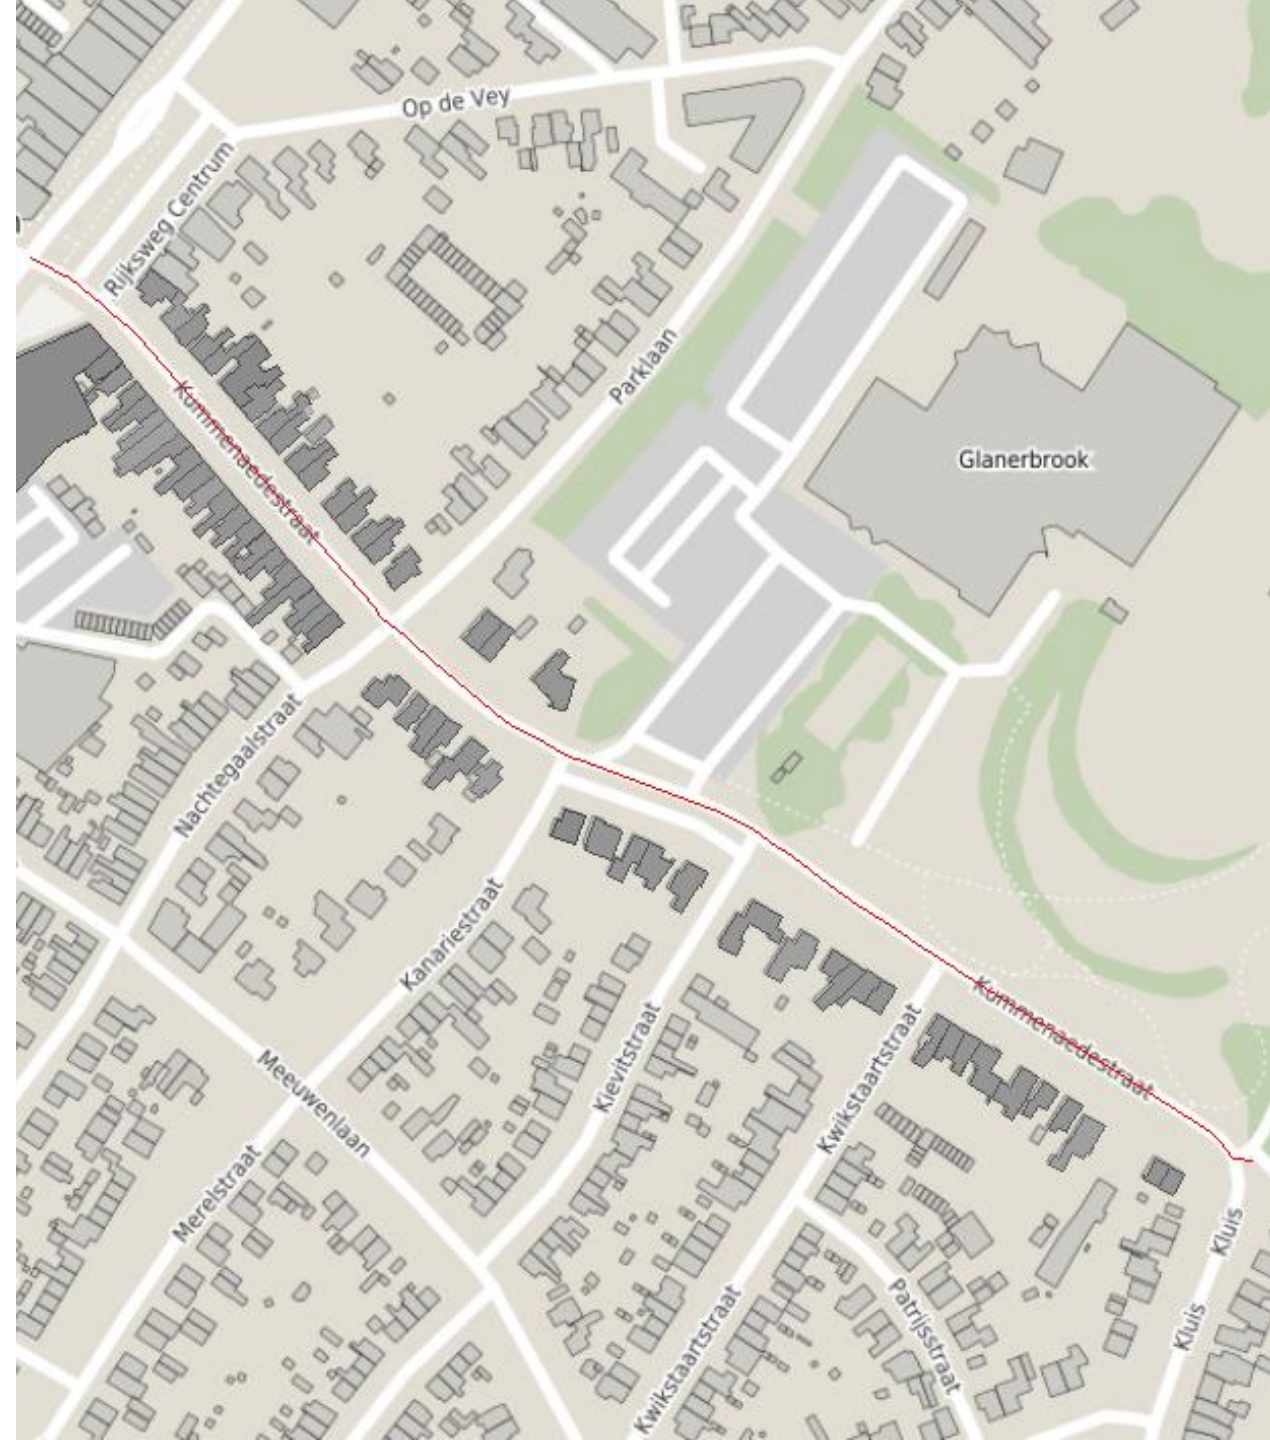 Op de Vey
Rijksweg Centrum
Parklaan
Kummenaedestraat
Glanerbrook
Nachtegaalstraat
Kanariestraat
Kievitstraat
Kummenaedestraat
Kwikstaartstraat
Meeuwenlaan
Merelstraat
Kluis
Patrijsstraat
Kwikstaartstraat
Kluis